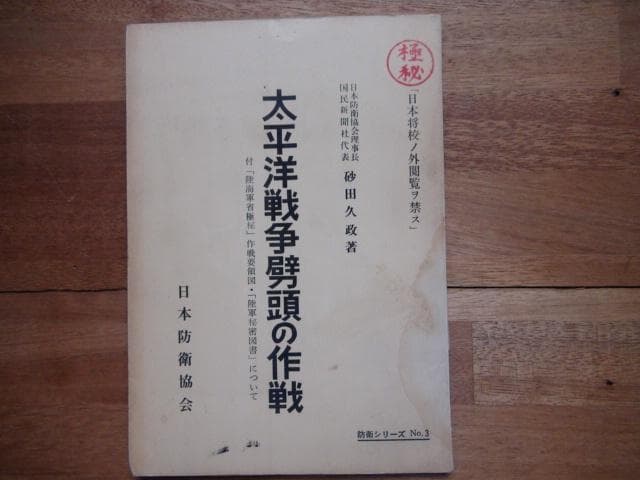 極秘
「日本将校ノ外閲覧ヲ禁ス」
日本防衛協会理事長
国民新聞社代表
砂田久政著
太平洋戦争劈頭の作戦
付「陸海軍省極秘」作戦要領図・「陸軍秘密図書」について
日本防衛協会
防衛シリーズ No.3